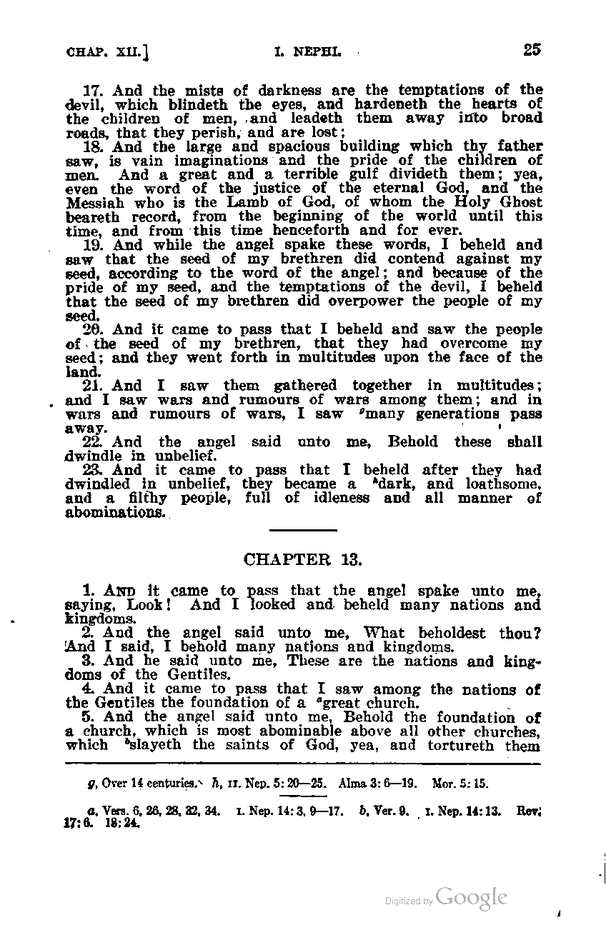 CHAP. XII.] I. NEPHI. 25
17. And the mists of darkness are the temptations of the
devil, which blindeth the eyes, and hardeneth the hearts of
the children of men, and leadeth them away into broad
roads, that they perish, and are lost;
18. And the large and spacious building which thy father
saw, is vain imaginations and the pride of the children of
men. And a great and a terrible gulf divideth them; yea,
even the word of the justice of the eternal God, and the
Messiah who is the Lamb of God, of whom the Holy Ghost
beareth record, from the beginning of the world until this
time, and from this time henceforth and for ever.
19. And while the angel spake these words, I beheld and
saw that the seed of my brethren did contend against my
seed, according to the word of the angel; and because of the
pride of my seed, and the temptations of the devil, I beheld
that the seed of my brethren did overpower the people of my
seed.
20. And it came to pass that I beheld and saw the people
of the seed of my brethren, that they had overcome my
seed; and they went forth in multitudes upon the face of the
land.
21. And I saw them gathered together in multitudes;
and I saw wars and rumours of wars among them; and in
wars and rumours of wars, I saw gmany generations pass
away.
22. And the angel said unto me, Behold these shall
dwindle in unbelief.
23. And it came to pass that I beheld after they had
dwindled in unbelief, they became a hdark, and loathsome,
and a filthy people, full of idleness and all manner of
abominations.
CHAPTER 13.
1. AND it came to pass that the angel spake unto me,
saying, Look! And I looked and beheld many nations and
kingdoms.
2. And the angel said unto me, What beholdest thou?
And I said, I behold many nations and kingdoms.
3. And he said unto me, These are the nations and king-
doms of the Gentiles.
4. And it came to pass that I saw among the nations of
the Gentiles the foundation of a agreat church.
5. And the angel said unto me, Behold the foundation of
a church, which is most abominable above all other churches,
which bslayeth the saints of God, yea, and tortureth them
g, Over 14 centuries. h, II. Nep. 5: 20—25. Alma 3: 6—19. Mor. 5: 15.
a, Vers. 6, 26, 28, 32, 34. I. Nep. 14: 3, 9—17. b, Ver. 9. I. Nep. 14: 13. Rev.
17: 6. 18: 24.
Digitized by Google